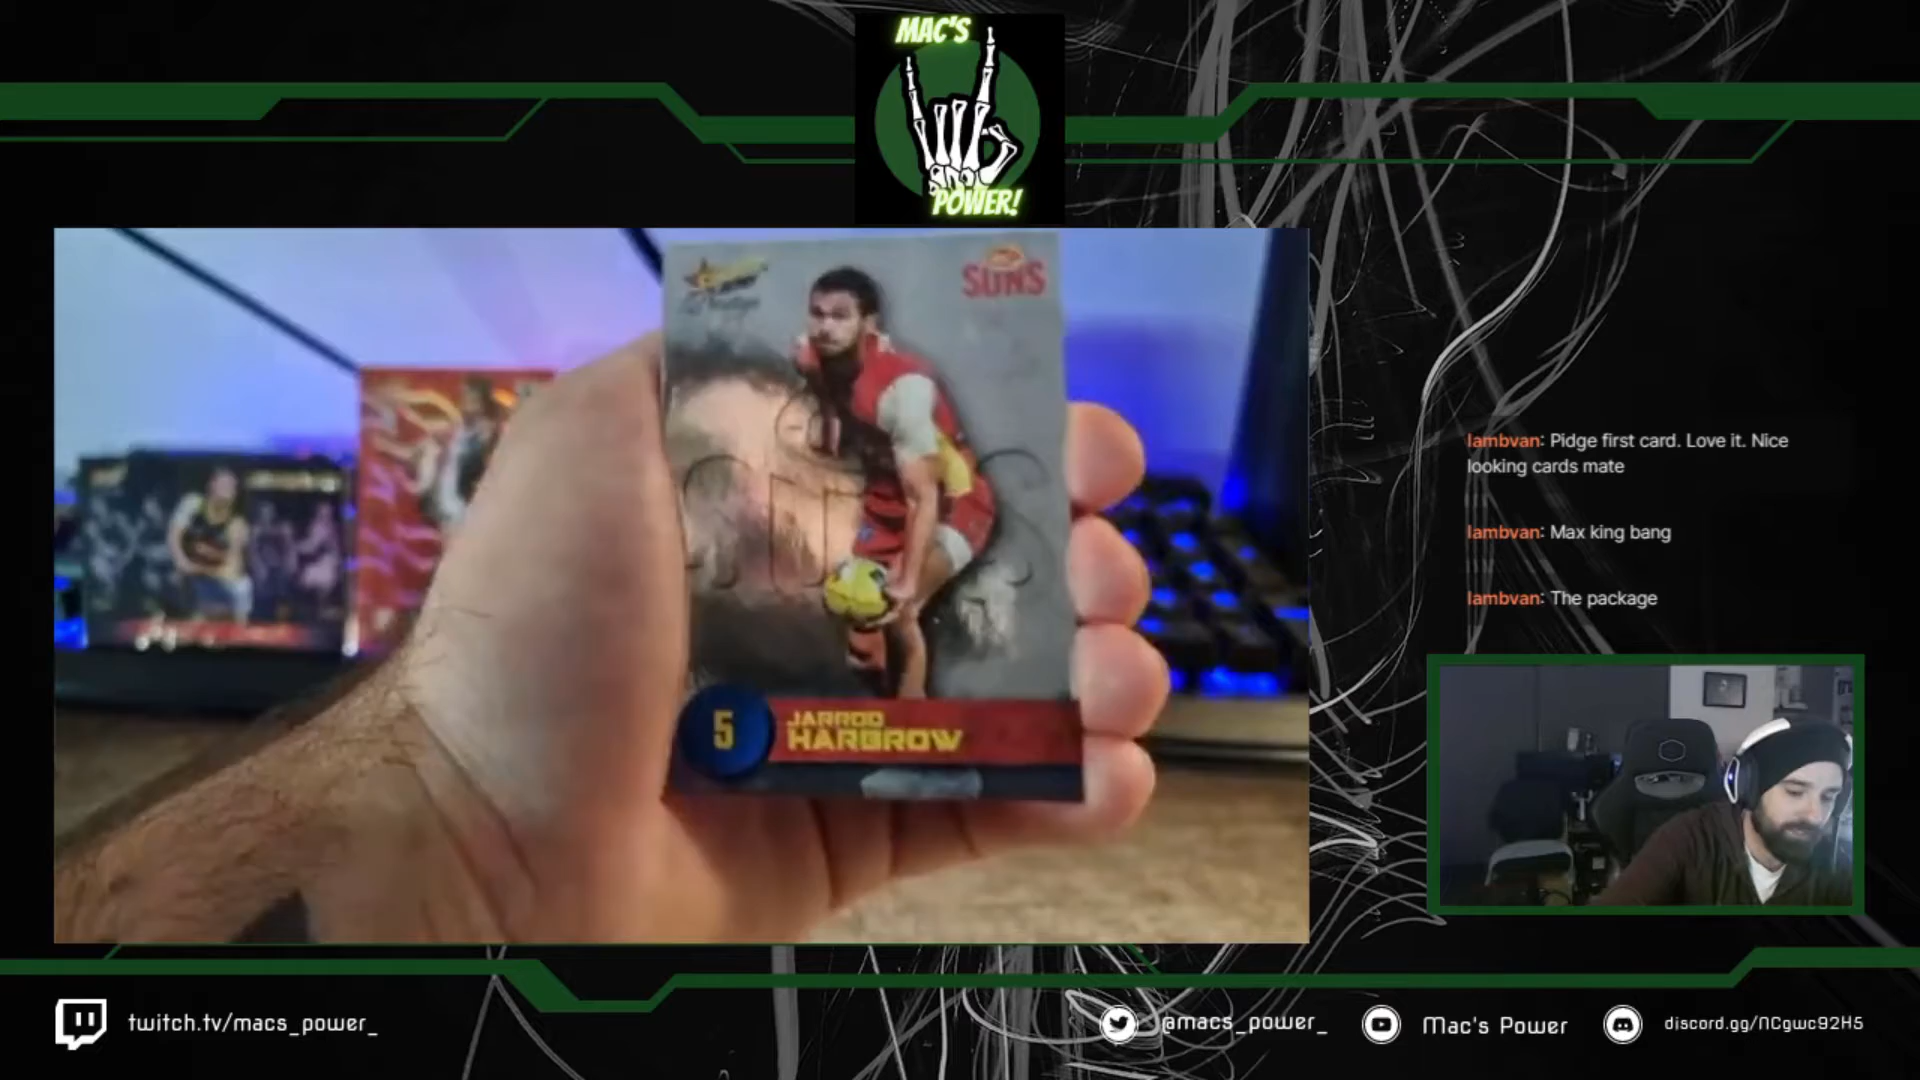 MAC'S
POWER!
SUNS
SUNS
5
JARROD
HARBROW
lambvan: Pidge first card. Love it. Nice
looking cards mate
lambvan: Max king bang
lambvan: The package
twitch.tv/macs_power_
@macs_power_
Mac's Power
discord.gg/NCgwc92H5